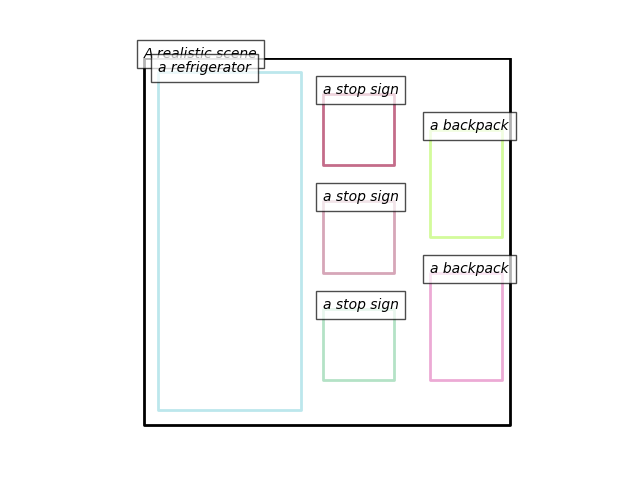 A realistic scene
a refrigerator
a stop sign
a backpack
a stop sign
a backpack
a stop sign